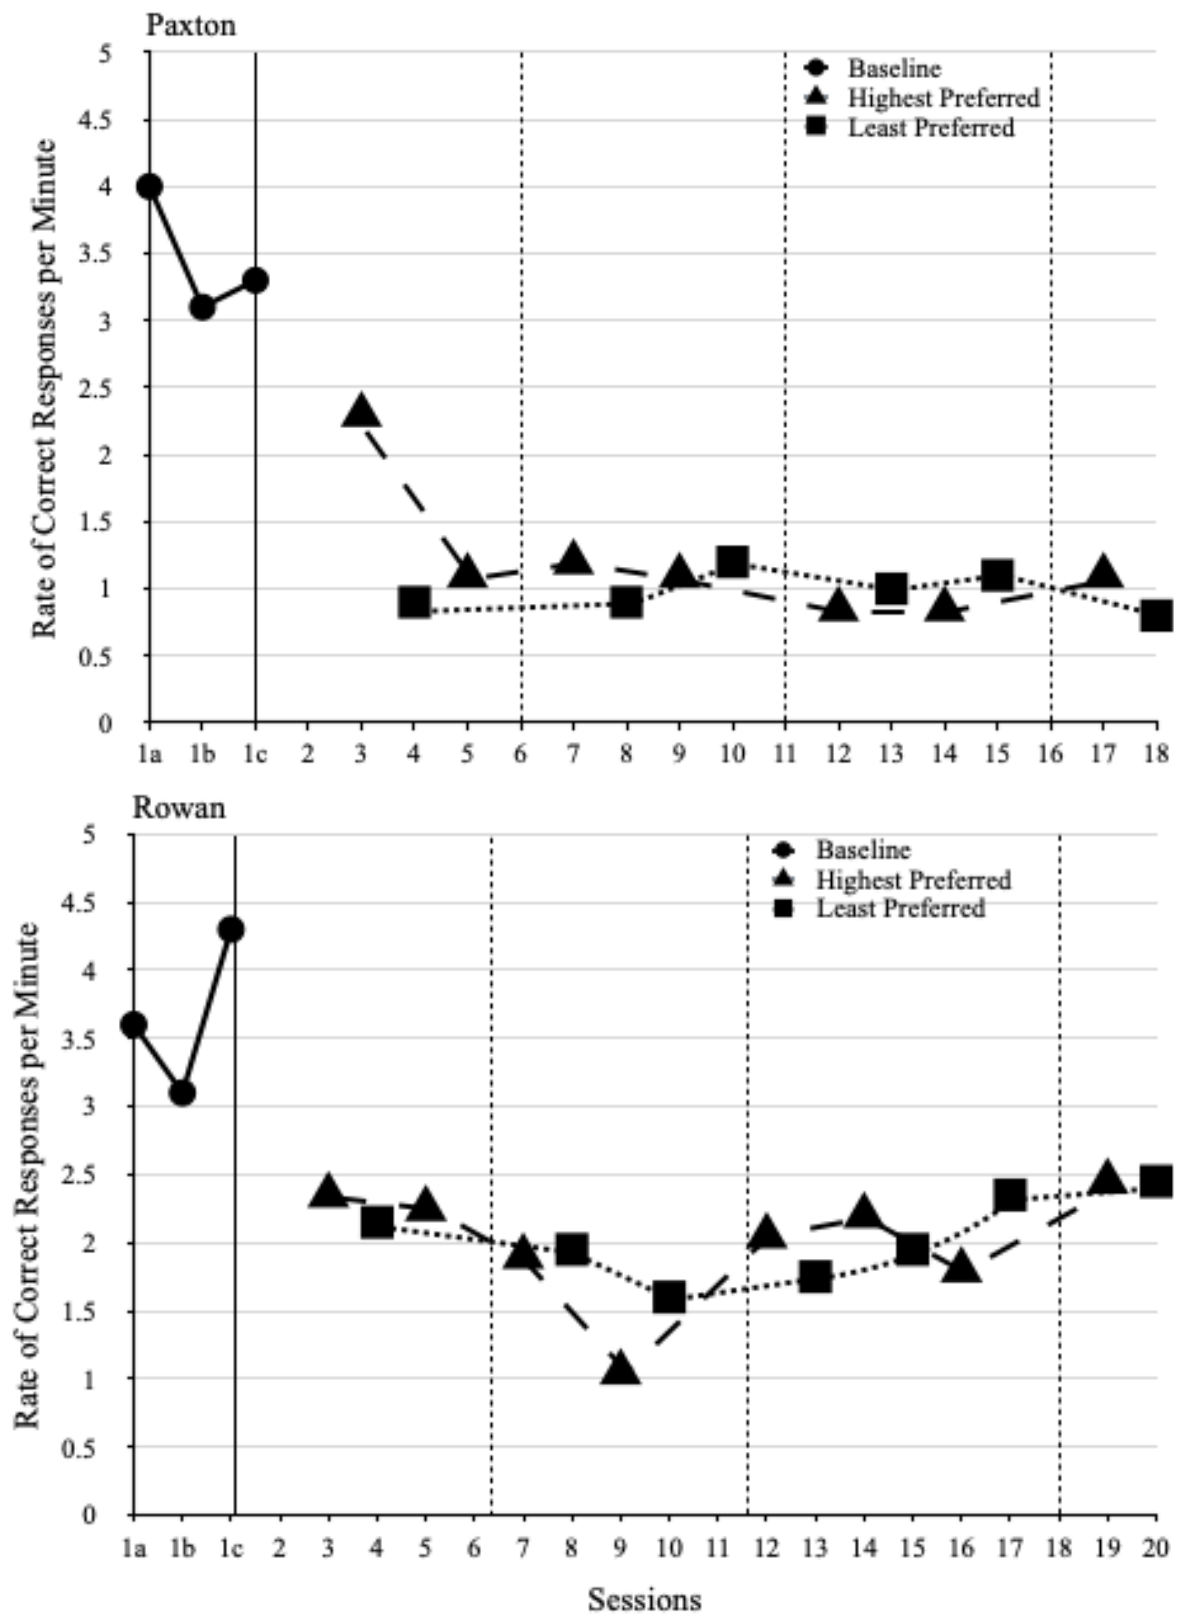 Paxton
Rate of Correct Responses per Minute
5
4.5
4
3.5
3
2.5
2
1.5
1
0.5
0
Baseline
Highest Preferred
Least Preferred
1a 1b 1c 2 3 4 5 6 7 8 9 10 11 12 13 14 15 16 17 18
Rowan
Rate of Correct Responses per Minute
5
4.5
4
3.5
3
2.5
2
1.5
1
0.5
0
Baseline
Highest Preferred
Least Preferred
1a 1b 1c 2 3 4 5 6 7 8 9 10 11 12 13 14 15 16 17 18 19 20
Sessions